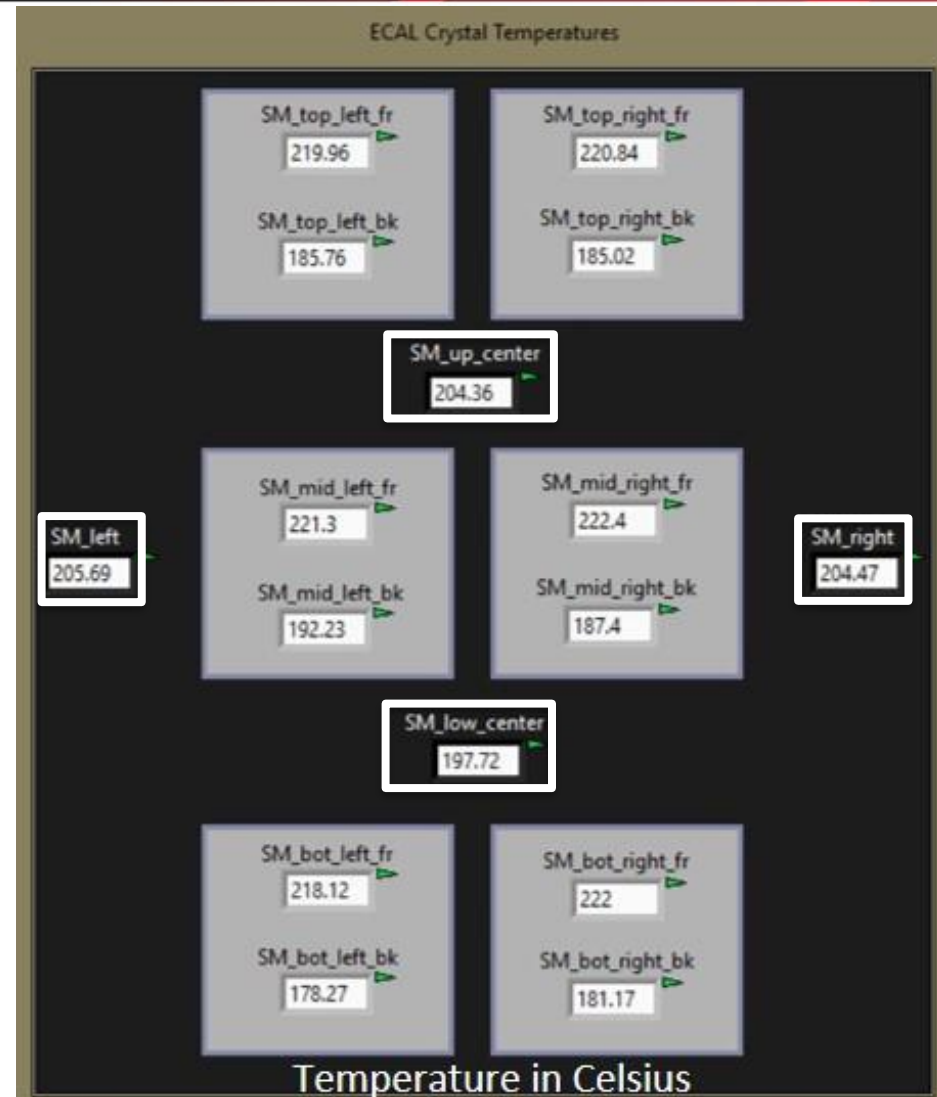 ECAL Crystal Temperatures
SM_top_left_fr
219.96
SM_top_left_bk
185.76
SM_top_right_fr
220.84
SM_top_right_bk
185.02
SM_up_center
204.36
SM_left
205.69
SM_mid_left_fr
221.3
SM_mid_left_bk
192.23
SM_mid_right_fr
222.4
SM_mid_right_bk
187.4
SM_right
204.47
SM_low_center
197.72
SM_bot_left_fr
218.12
SM_bot_left_bk
178.27
SM_bot_right_fr
222
SM_bot_right_bk
181.17
Temperature in Celsius